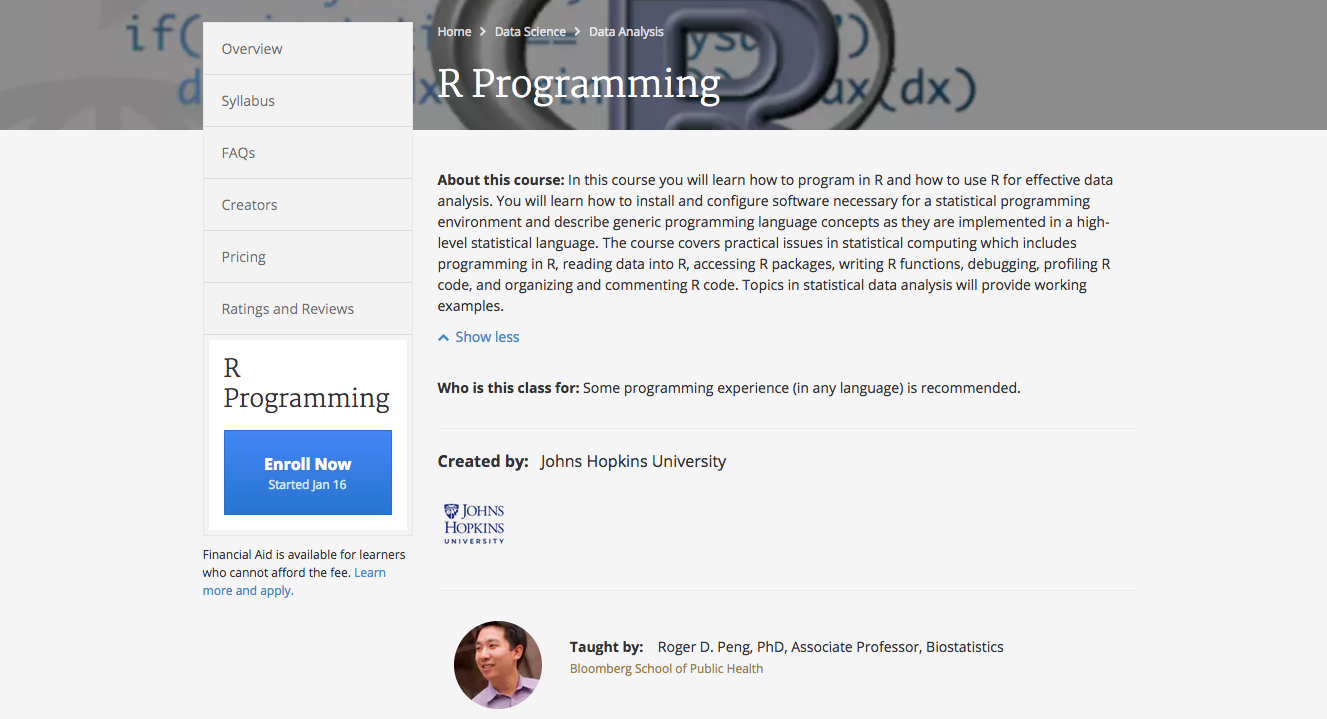 if(
ysu
')
d
x
in
ax(dx)
Home > Data Science > Data Analysis
R Programming
Overview
Syllabus
FAQs
Creators
Pricing
Ratings and Reviews
R
Programming
Enroll Now
Started Jan 16
Financial Aid is available for learners
who cannot afford the fee. Learn
more and apply.
About this course: In this course you will learn how to program in R and how to use R for effective data
analysis. You will learn how to install and configure software necessary for a statistical programming
environment and describe generic programming language concepts as they are implemented in a high-
level statistical language. The course covers practical issues in statistical computing which includes
programming in R, reading data into R, accessing R packages, writing R functions, debugging, profiling R
code, and organizing and commenting R code. Topics in statistical data analysis will provide working
examples.
Show less
Who is this class for: Some programming experience (in any language) is recommended.
Created by: Johns Hopkins University
JOHNS
HOPKINS
UNIVERSITY
Taught by: Roger D. Peng, PhD, Associate Professor, Biostatistics
Bloomberg School of Public Health